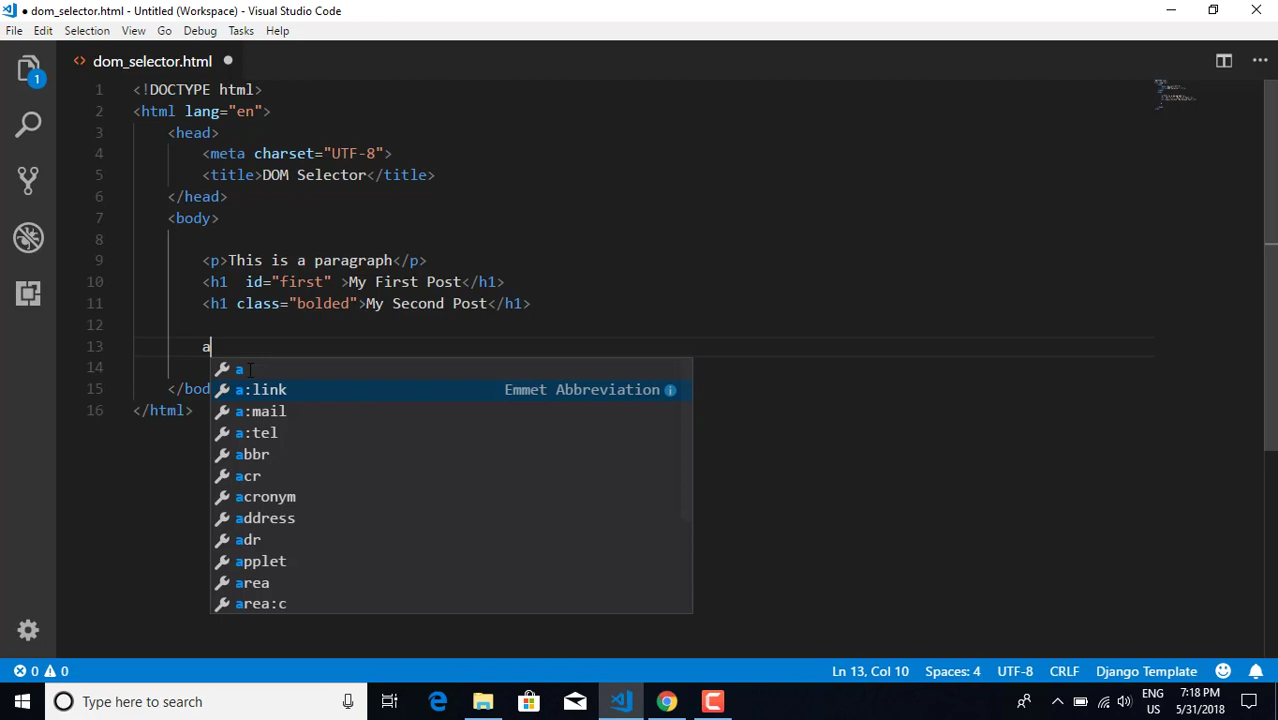 ● dom_selector.html - Untitled (Workspace) - Visual Studio Code
File Edit Selection View Go Debug Tasks Help
<> dom_selector.html ●
1
1 <!DOCTYPE html>
2 <html lang="en">
3 <head>
4 <meta charset="UTF-8">
5 <title>DOM Selector</title>
6 </head>
7 <body>
8
9 <p>This is a paragraph</p>
10 <h1  id="first" >My First Post</h1>
11 <h1 class="bolded">My Second Post</h1>
12
13 a
14
15 </bod
16 </html>
a
a:link Emmet Abbreviation
a:mail
a:tel
abbr
acr
acronym
address
adr
applet
area
area:c
0 0 Ln 13, Col 10 Spaces: 4 UTF-8 CRLF Django Template
Type here to search
ENG
US
7:18 PM
5/31/2018